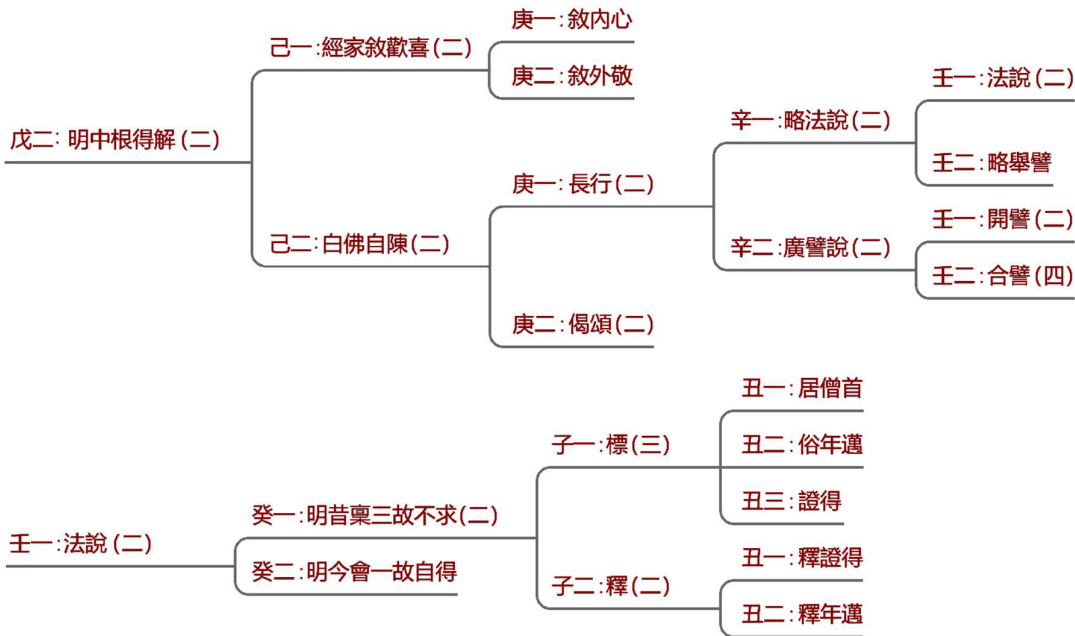 戊二: 明中根得解(二)
己一:經家敘歡喜(二)
庚一:敘內心
庚二:敘外敬
己二:白佛自陳(二)
庚一:長行(二)
辛一:略法說(二)
壬一:法說(二)
壬二:略舉譬
辛二:廣譬說(二)
壬一:開譬(二)
壬二:合譬(四)
庚二:偈頌(二)
壬一:法說(二)
癸一:明昔稟三故不求(二)
子一:標(三)
丑一:居僧首
丑二:俗年邁
丑三:證得
子二:釋(二)
丑一:釋證得
丑二:釋年邁
癸二:明今會一故自得